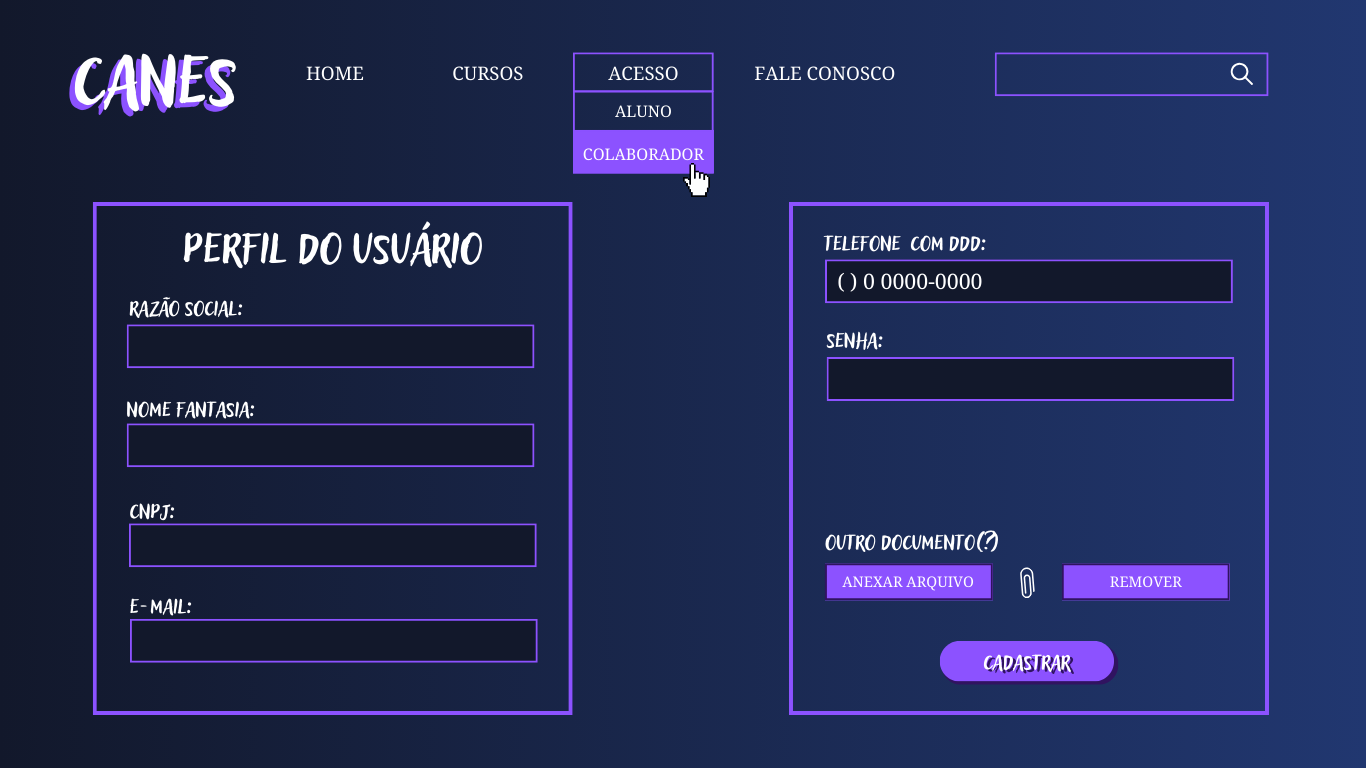 CANES
HOME
CURSOS
ACESSO
FALE CONOSCO
ALUNO
COLABORADOR
PERFIL DO USUÁRIO
RAZÃO SOCIAL:
NOME FANTASIA:
CNPJ:
E-MAIL:
TELEFONE COM DDD:
( ) 0 0000-0000
SENHA:
OUTRO DOCUMENTO(?)
ANEXAR ARQUIVO
REMOVER
CADASTRAR